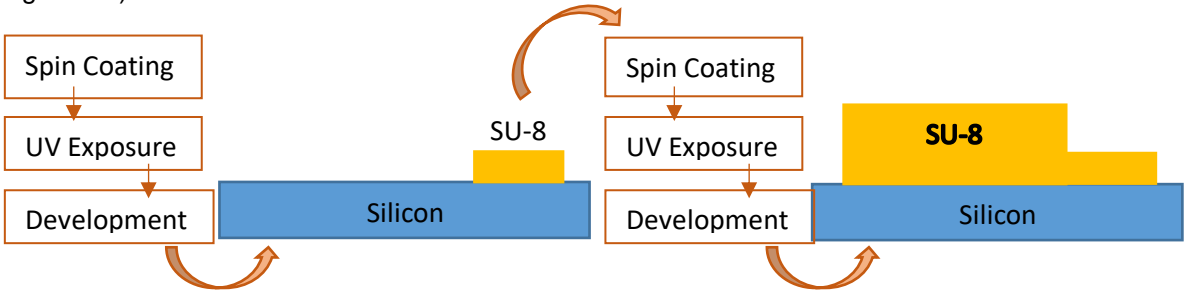 Spin Coating
UV Exposure
Development
SU-8
Silicon
Spin Coating
UV Exposure
Development
SU-8
Silicon